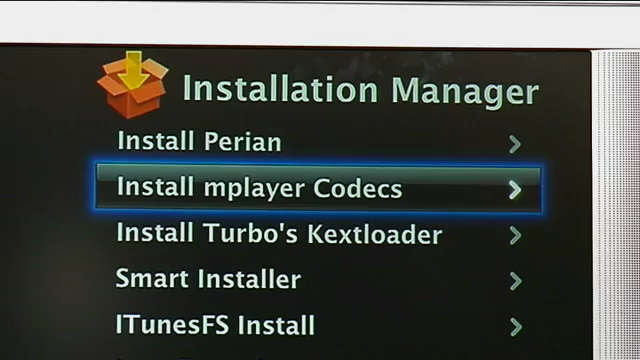 Installation Manager
Install Perian
Install mplayer Codecs
Install Turbo's Kextloader
Smart Installer
ITunesFS Install